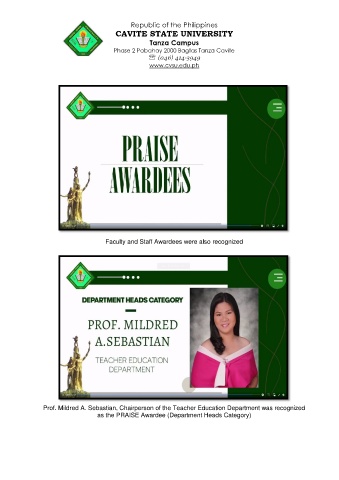 Republic of the Philippines
CAVITE STATE UNIVERSITY
Tanza Campus
Phase 2 Pabahay 2000 Bagtas Tanza Cavite
☏ (046) 424-3949
www.cvsu.edu.ph
PRAISE
AWARDEES
Faculty and Staff Awardees were also recognized
DEPARTMENT HEADS CATEGORY
PROF. MILDRED
A.SEBASTIAN
TEACHER EDUCATION
DEPARTMENT
Prof. Mildred A. Sebastian, Chairperson of the Teacher Education Department was recognized
as the PRAISE Awardee (Department Heads Category)